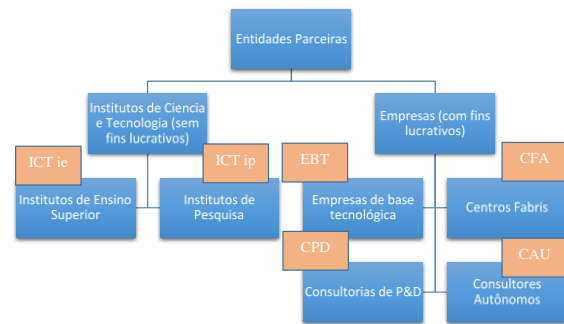 Entidades Parceiras
Institutos de Ciencia
e Tecnologia (sem
fins lucrativos)
Empresas (com fins
lucrativos)
ICT ie
ICT ip
EBT
CFA
Institutos de Ensino
Superior
Institutos de
Pesquisa
Empresas de base
tecnológica
Centros Fabris
CPD
CAU
Consultorias de P&D
Consultores
Autônomos